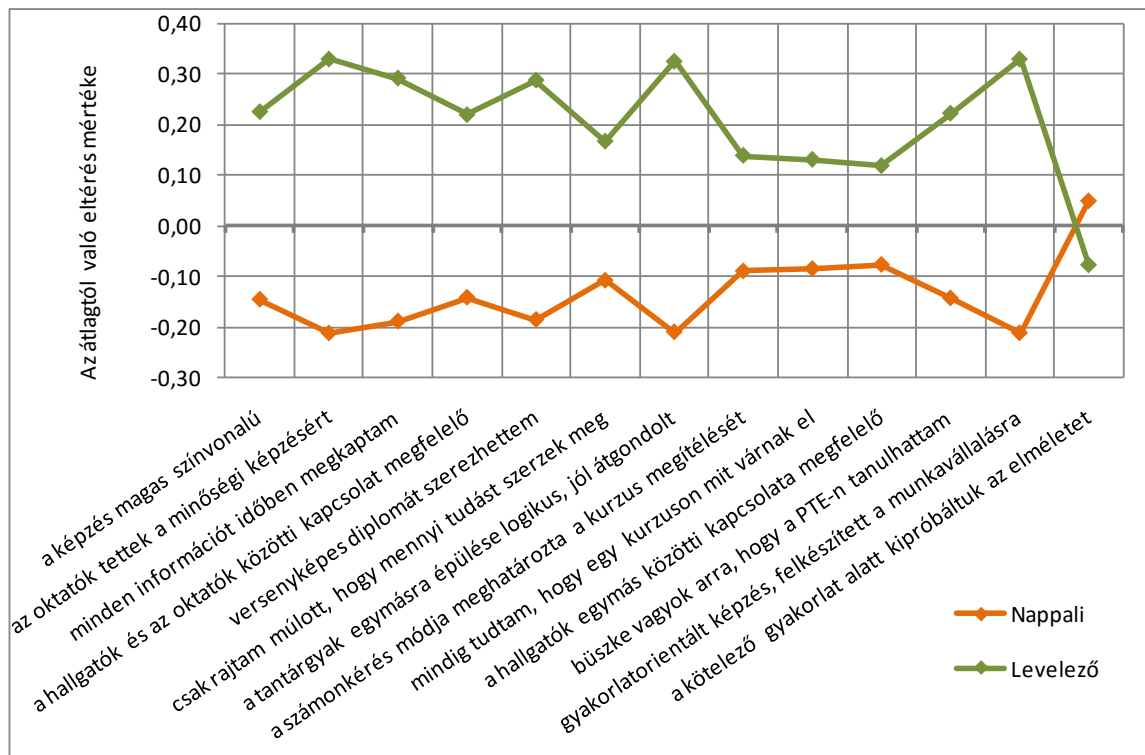 0,40
0,30
0,20
0,10
0,00
-0,10
-0,20
-0,30
Az átlagtól való eltérés mértéke
a képzés magas színvonalú
az oktatók tettek a minőségi képzésért
minden információt időben megkaptam
a hallgatók és az oktatók közötti kapcsolat megfelelő
versenyképes diplomát szerezhettem
csak rajtam múlott, hogy mennyi tudást szerzek meg
a tantárgyak egymásra épülése logikus, jól átgondolt
a számonkérés módja meghatározta a kurzus megítélését
mindig tudtam, hogy egy kurzuson mit várnak el
a hallgatók egymás közötti kapcsolata megfelelő
büszke vagyok arra, hogy a PTE-n tanulhattam
gyakorlatorientált képzés, felkészített a munkavállalásra
a kötelező gyakorlat alatt kipróbáltuk az elméletet
Nappali
Levelező